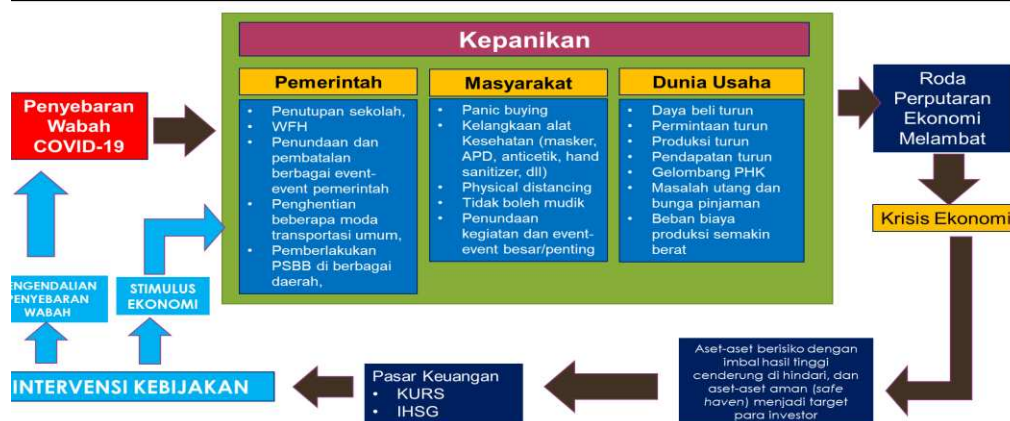 Kepanikan
Penyebaran
Wabah
COVID-19
Pemerintah
• Penutupan sekolah,
• WFH
• Penundaan dan
pembatalan
berbagai event-
event pemerintah
• Penghentian
beberapa moda
transportasi umum,
• Pemberlakukan
PSBB di berbagai
daerah,
Masyarakat
• Panic buying
• Kelangkaan alat
Kesehatan (masker,
APD, anticetik, hand
sanitizer, dll)
• Physical distancing
• Tidak boleh mudik
• Penundaan
kegiatan dan event-
event besar/penting
Dunia Usaha
• Daya beli turun
• Permintaan turun
• Produksi turun
• Pendapatan turun
• Gelombang PHK
• Masalah utang dan
bunga pinjaman
• Beban biaya
produksi semakin
berat
Roda
Perputaran
Ekonomi
Melambat
Krisis Ekonomi
Aset-aset berisiko dengan
imbal hasil tinggi
cenderung di hindari, dan
aset-aset aman (safe
haven) menjadi target
para investor
Pasar Keuangan
• KURS
• IHSG
INTERVENSI KEBIJAKAN
ENGENDALIAN
PENYEBARAN
WABAH
STIMULUS
EKONOMI